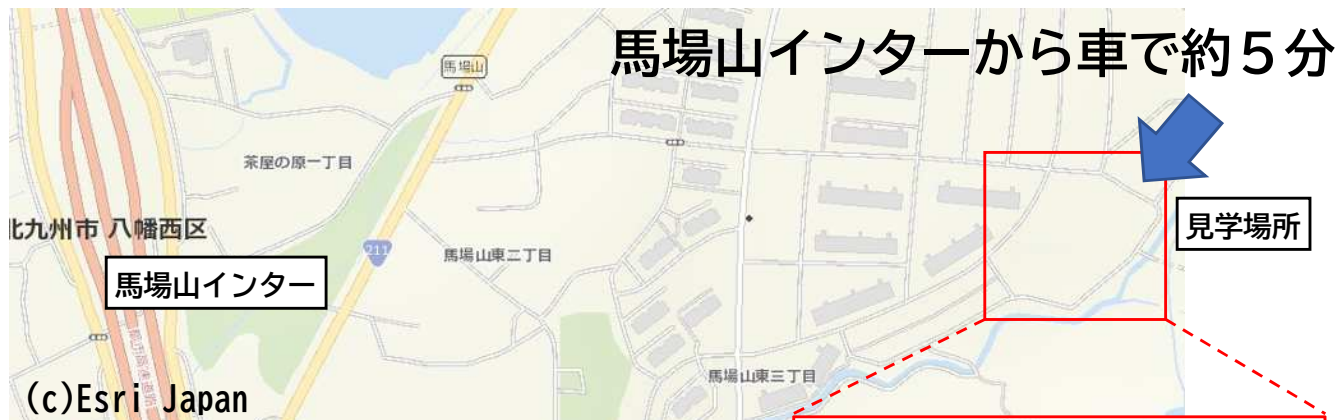 馬場山インターから車で約５分
馬場山
茶屋の原一丁目
北九州市 八幡西区
211
馬場山東二丁目
見学場所
馬場山インター
馬場山東三丁目
(c)Esri Japan